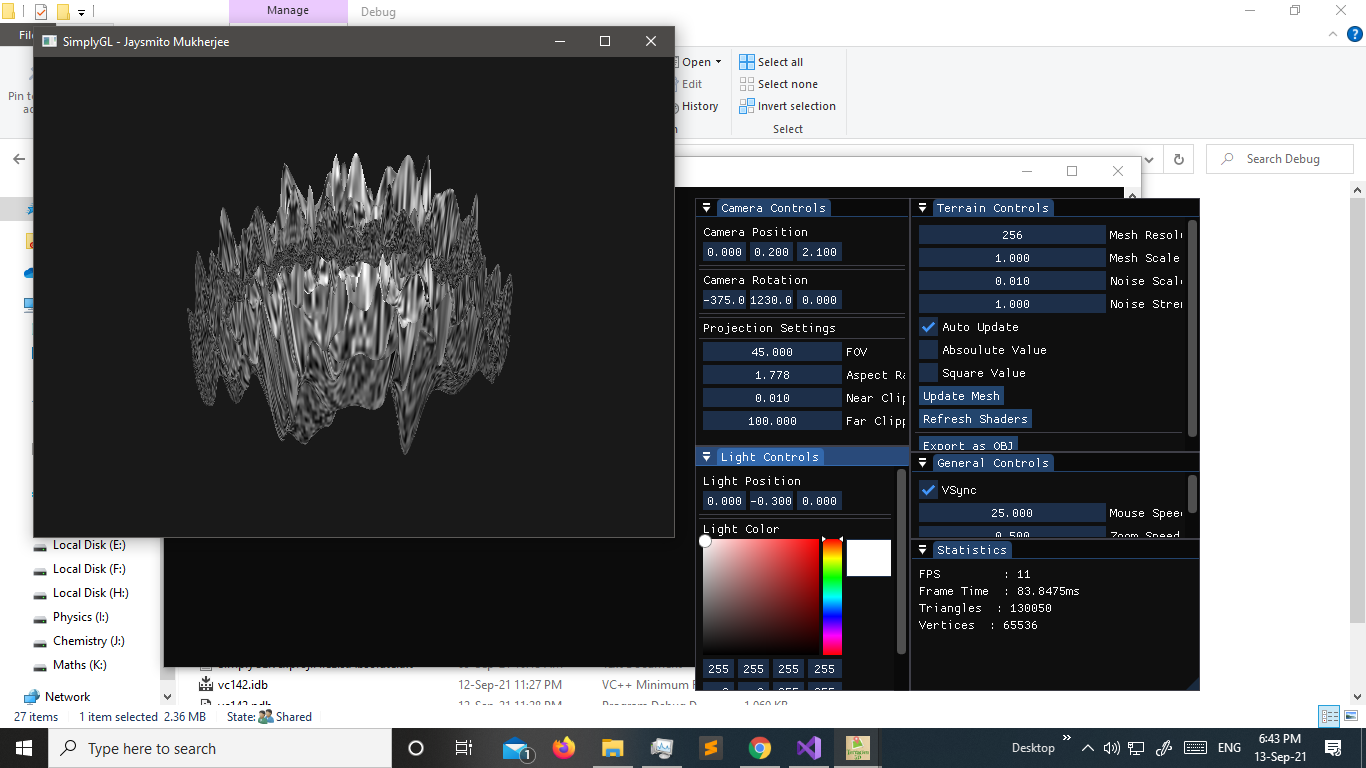 Manage
Debug
SimplyGL - Jaysmito Mukherjee
Open
Select all
Edit
Select none
History
Invert selection
Select
Search Debug
Camera Controls
Camera Position
0.000 0.200 2.100
Camera Rotation
-375.0 1230.0 0.000
Projection Settings
45.000 FOV
1.778 Aspect Ra
0.010 Near Clip
100.000 Far Clipp
Light Controls
Light Position
0.000 -0.300 0.000
Light Color
255 255 255 255
Terrain Controls
256 Mesh Resolu
1.000 Mesh Scale
0.010 Noise Scal
1.000 Noise Stren
Auto Update
Absoulute Value
Square Value
Update Mesh
Refresh Shaders
Export as OBJ
General Controls
VSync
25.000 Mouse Speed
0.500 Zoom Speed
Statistics
FPS : 11
Frame Time : 83.8475ms
Triangles : 130050
Vertices : 65536
Local Disk (E:)
Local Disk (F:)
Local Disk (H:)
Physics (I:)
Chemistry (J:)
Maths (K:)
Network
vc142.idb 12-Sep-21 11:27 PM VC++ Minimum R
27 items 1 item selected 2.36 MB State: Shared
Type here to search
1
Desktop
ENG
6:43 PM
13-Sep-21